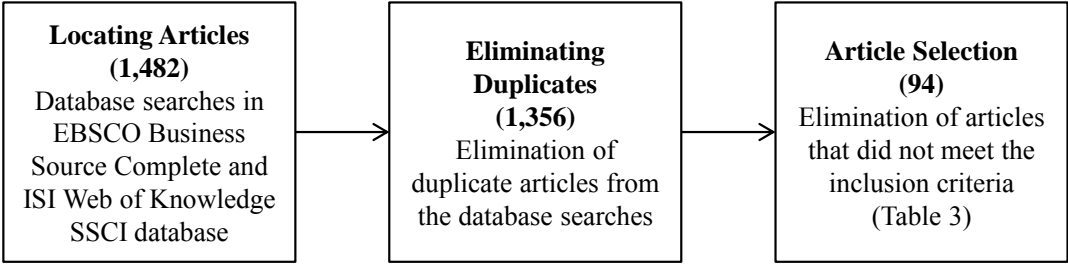 Locating Articles
(1,482)
Database searches in
EBSCO Business
Source Complete and
ISI Web of Knowledge
SSCI database
Eliminating
Duplicates
(1,356)
Elimination of
duplicate articles from
the database searches
Article Selection
(94)
Elimination of articles
that did not meet the
inclusion criteria
(Table 3)